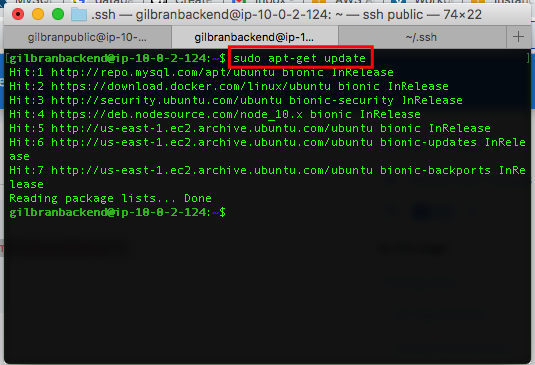 .ssh — gilbranbackend@ip-10-0-2-124: ~ — ssh public — 74×22
gilbranpublic@ip-10-... gilbranbackend@ip-1... ~/.ssh +
[gilbranbackend@ip-10-0-2-124:~$ sudo apt-get update ]
Hit:1 http://repo.mysql.com/apt/ubuntu bionic InRelease
Hit:2 https://download.docker.com/linux/ubuntu bionic InRelease
Hit:3 http://security.ubuntu.com/ubuntu bionic-security InRelease
Hit:4 https://deb.nodesource.com/node_10.x bionic InRelease
Hit:5 http://us-east-1.ec2.archive.ubuntu.com/ubuntu bionic InRelease
Hit:6 http://us-east-1.ec2.archive.ubuntu.com/ubuntu bionic-updates InRele
ase
Hit:7 http://us-east-1.ec2.archive.ubuntu.com/ubuntu bionic-backports InRe
lease
Reading package lists... Done
gilbranbackend@ip-10-0-2-124:~$